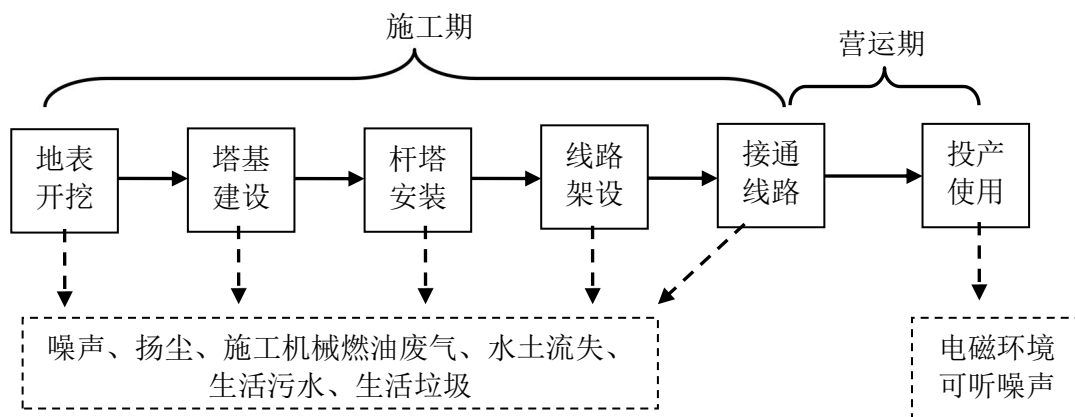 施工期
营运期
地表
开挖
塔基
建设
杆塔
安装
线路
架设
接通
线路
投产
使用
噪声、扬尘、施工机械燃油废气、水土流失、
生活污水、生活垃圾
电磁环境
可听噪声